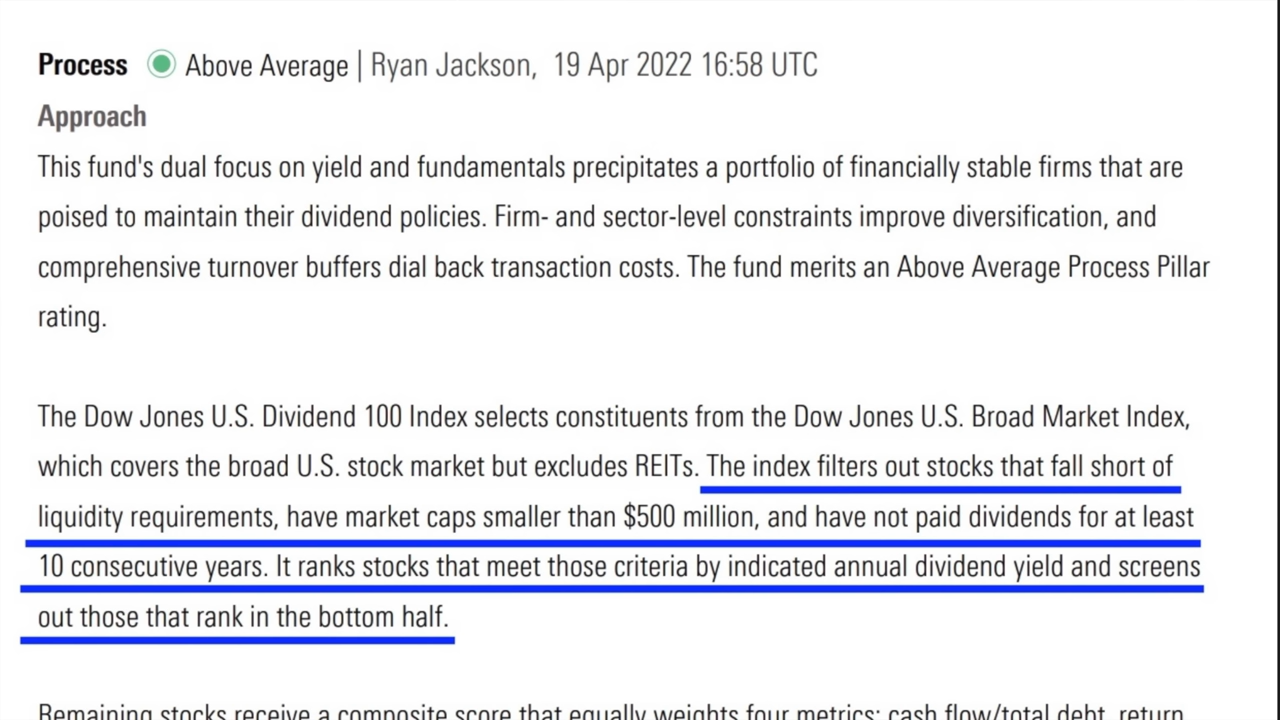 Process Above Average | Ryan Jackson, 19 Apr 2022 16:58 UTC
Approach
This fund's dual focus on yield and fundamentals precipitates a portfolio of financially stable firms that are
poised to maintain their dividend policies. Firm- and sector-level constraints improve diversification, and
comprehensive turnover buffers dial back transaction costs. The fund merits an Above Average Process Pillar
rating.
The Dow Jones U.S. Dividend 100 Index selects constituents from the Dow Jones U.S. Broad Market Index,
which covers the broad U.S. stock market but excludes REITs. The index filters out stocks that fall short of
liquidity requirements, have market caps smaller than $500 million, and have not paid dividends for at least
10 consecutive years. It ranks stocks that meet those criteria by indicated annual dividend yield and screens
out those that rank in the bottom half.
Remaining stocks receive a composite score that equally weights four metrics: cash flow/total debt, return